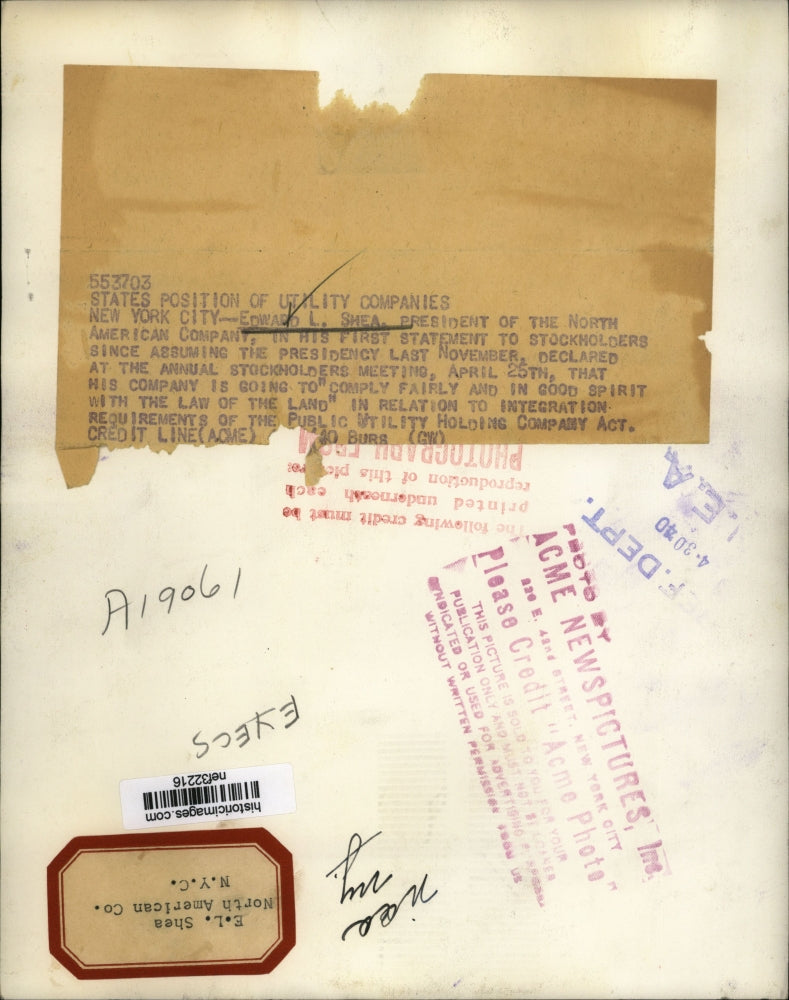 553703
STATES POSITION OF UTILITY COMPANIES
NEW YORK CITY—EDWARD L. SHEA, PRESIDENT OF THE NORTH
AMERICAN COMPANY, IN HIS FIRST STATEMENT TO STOCKHOLDERS
SINCE ASSUMING THE PRESIDENCY LAST NOVEMBER, DECLARED
AT THE ANNUAL STOCKHOLDERS MEETING, APRIL 25TH, THAT
HIS COMPANY IS GOING TO "COMPLY FAIRLY AND IN GOOD SPIRIT
WITH THE LAW OF THE LAND" IN RELATION TO INTEGRATION
REQUIREMENTS OF THE PUBLIC UTILITY HOLDING COMPANY ACT.
CREDIT LINE (ACME) 40 BURS (GW)
The following credit must be
printed underneath each
reproduction of this picture:
PHOTOGRAPH FROM
REF. DEPT.
4-30-40
E.A.
PHOTO BY
ACME NEWSPICTURES, Inc.
220 E. 42nd STREET, NEW YORK CITY
Please Credit "Acme Photo"
THIS PICTURE IS SOLD TO YOU FOR YOUR
PUBLICATION ONLY AND MUST NOT BE LOANED
SYNDICATED OR USED FOR ADVERTISING
WITHOUT WRITTEN PERMISSION FROM US
A19061
EXECS
historicimages.com
nef32216
E.L. Shea
North American Co.
N.Y.C.